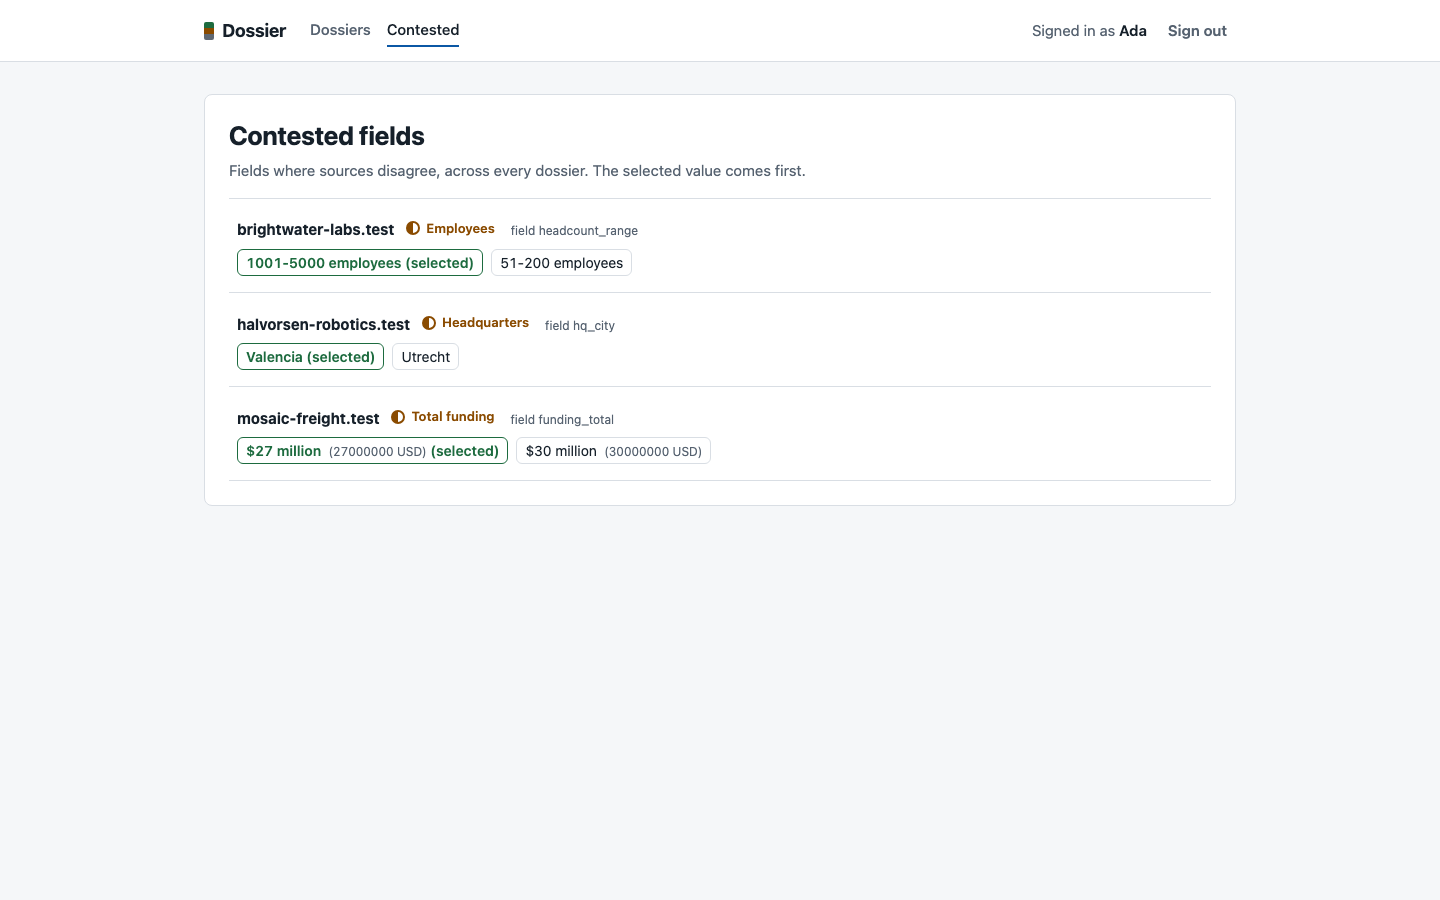 Dossier Dossiers Contested Signed in as Ada Sign out
Contested fields
Fields where sources disagree, across every dossier. The selected value comes first.
brightwater-labs.test Employees field headcount_range
1001-5000 employees (selected) 51-200 employees
halvorsen-robotics.test Headquarters field hq_city
Valencia (selected) Utrecht
mosaic-freight.test Total funding field funding_total
$27 million (27000000 USD) (selected) $30 million (30000000 USD)